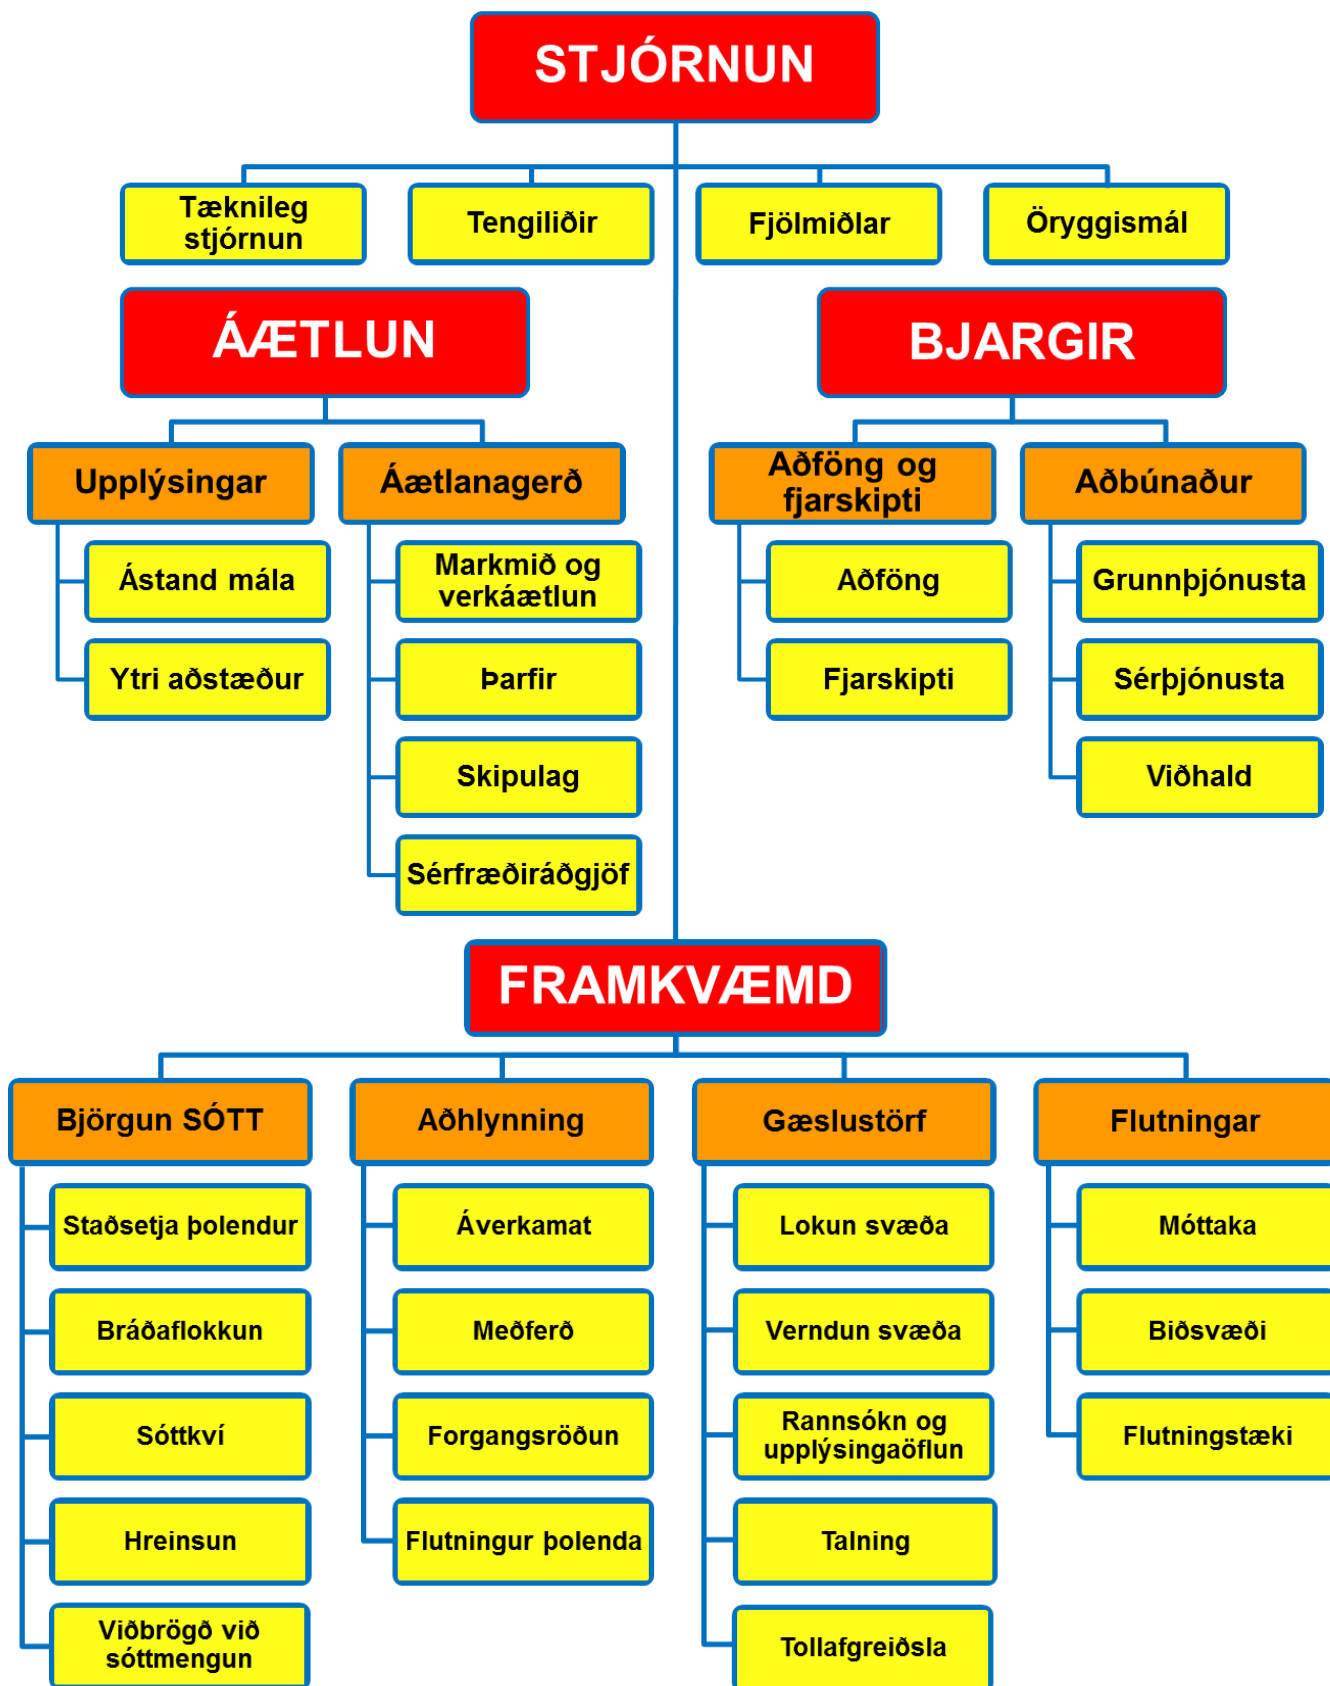 STJÓRNUN
Tæknileg
stjórnun
Tengiliðir
Fjölmiðlar
Öryggismál
ÁÆTLUN
BJARGIR
Upplýsingar
Áætlanagerð
Aðföng og
fjarskipti
Aðbúnaður
Ástand mála
Ytri aðstæður
Markmið og
verkáætlun
Þarfir
Skipulag
Sérfræðiráðgjöf
Aðföng
Fjarskipti
Grunnþjónusta
Sérþjónusta
Viðhald
FRAMKVÆMD
Björgun SÓTT
Aðhlynning
Gæslustörf
Flutningar
Staðsetja þolendur
Bráðaflokkun
Sóttkví
Hreinsun
Viðbrögð við
sóttmengun
Áverkamat
Meðferð
Forgangsröðun
Flutningur þolenda
Lokun svæða
Verndun svæða
Rannsókn og
upplýsingaöflun
Talning
Tollafgreiðsla
Móttaka
Biðsvæði
Flutningstæki